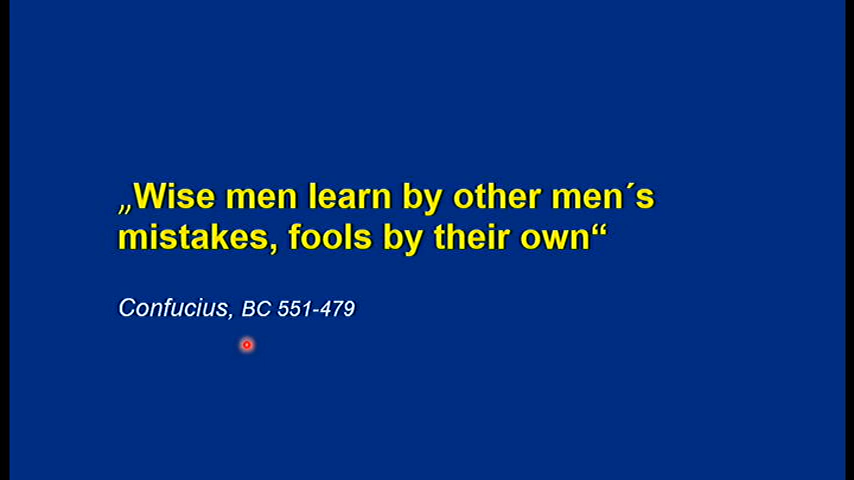 „Wise men learn by other men´s
mistakes, fools by their own“
Confucius, BC 551-479